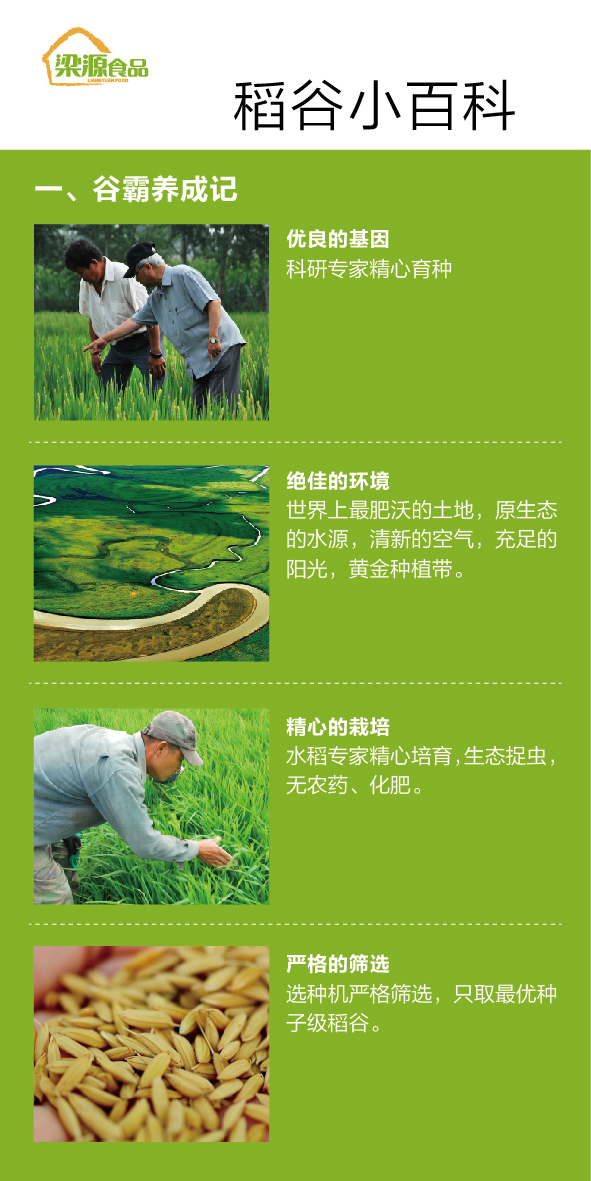 梁源食品
LIANGYUAN FOOD
稻谷小百科
一、谷霸养成记
优良的基因
科研专家精心育种
绝佳的环境
世界上最肥沃的土地，原生态
的水源，清新的空气，充足的
阳光，黄金种植带。
精心的栽培
水稻专家精心培育,生态捉虫，
无农药、化肥。
严格的筛选
选种机严格筛选，只取最优种
子级稻谷。